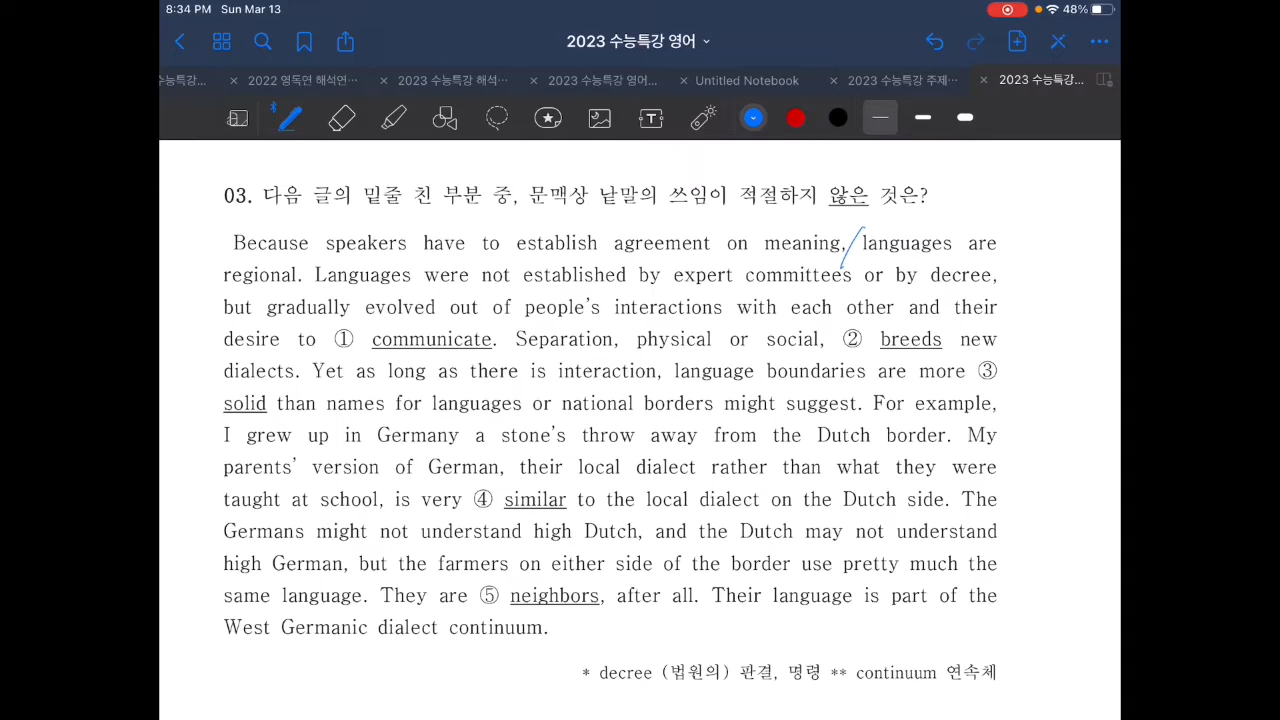 8:34 PM Sun Mar 13 48%
2023 수능특강 영어
수능특강... 2022 영독연 해석연... 2023 수능특강 해석... 2023 수능특강 영어... Untitled Notebook 2023 수능특강 주제... 2023 수능특강...
03. 다음 글의 밑줄 친 부분 중, 문맥상 낱말의 쓰임이 적절하지 않은 것은?
Because speakers have to establish agreement on meaning, languages are
regional. Languages were not established by expert committees or by decree,
but gradually evolved out of people's interactions with each other and their
desire to ① communicate. Separation, physical or social, ② breeds new
dialects. Yet as long as there is interaction, language boundaries are more ③
solid than names for languages or national borders might suggest. For example,
I grew up in Germany a stone's throw away from the Dutch border. My
parents' version of German, their local dialect rather than what they were
taught at school, is very ④ similar to the local dialect on the Dutch side. The
Germans might not understand high Dutch, and the Dutch may not understand
high German, but the farmers on either side of the border use pretty much the
same language. They are ⑤ neighbors, after all. Their language is part of the
West Germanic dialect continuum.
* decree (법원의) 판결, 명령 ** continuum 연속체